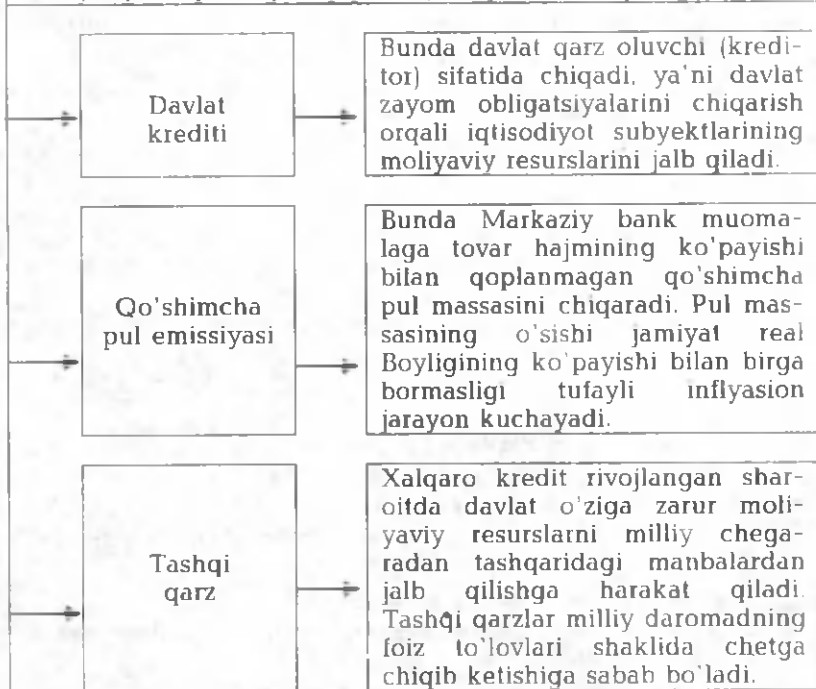 Davlat
krediti
Bunda davlat qarz oluvchi (kredi-
tor) sifatida chiqadi, ya'ni davlat
zayom obligatsiyalarini chiqarish
orqali iqtisodiyot subyektlarining
moliyaviy resurslarini jalb qiladi.
Qo'shimcha
pul emissiyasi
Bunda Markaziy bank muoma-
laga tovar hajmining ko'payishi
bilan qoplanmagan qo'shimcha
pul massasini chiqaradi. Pul mas-
sasining o'sishi jamiyat real
Boyligining ko'payishi bilan birga
bormasligi tufayli inflyasion
jarayon kuchayadi.
Tashqi
qarz
Xalqaro kredit rivojlangan shar-
oitda davlat o'ziga zarur moli-
yaviy resurslarni milliy chega-
radan tashqaridagi manbalardan
jalb qilishga harakat qiladi.
Tashqi qarzlar milliy daromadning
foiz to'lovlari shaklida chetga
chiqib ketishiga sabab bo'ladi.